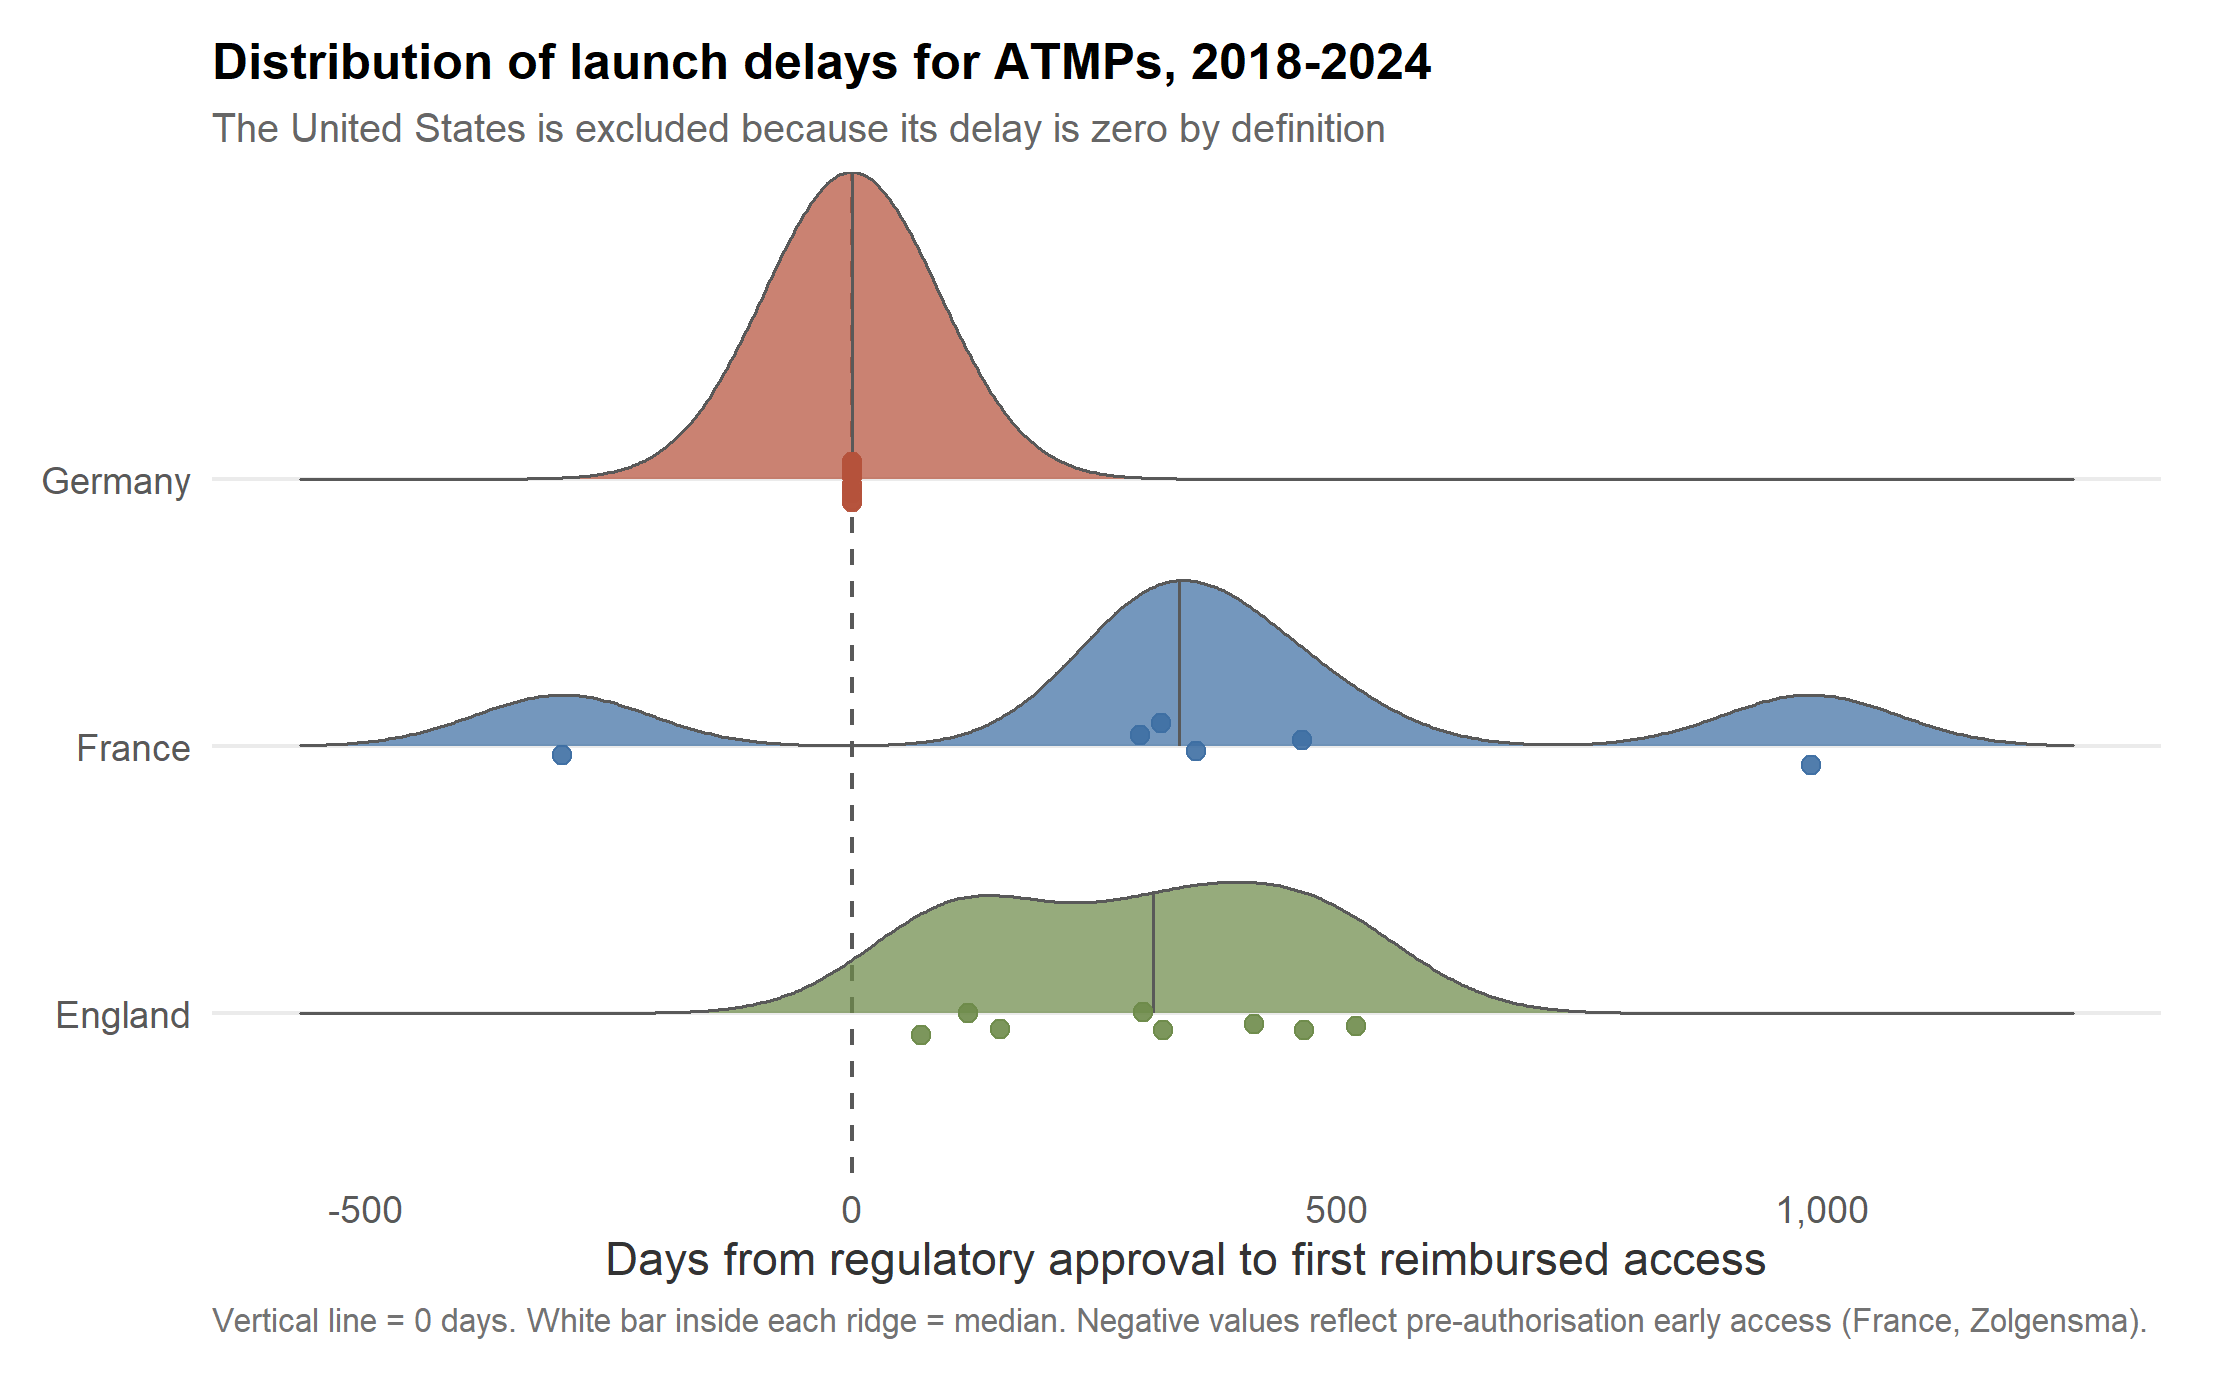 Distribution of launch delays for ATMPs, 2018-2024
The United States is excluded because its delay is zero by definition
Germany
France
England
-500
0
500
1,000
Days from regulatory approval to first reimbursed access
Vertical line = 0 days. White bar inside each ridge = median. Negative values reflect pre-authorisation early access (France, Zolgensma).